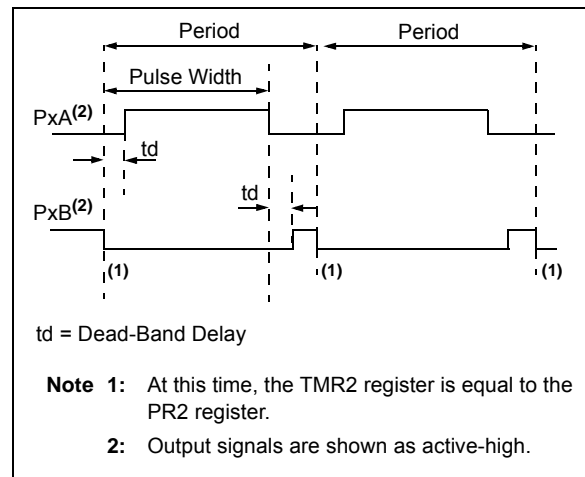 Period Period
Pulse Width
PxA(2)
td
td
PxB(2)
(1) (1) (1)
td = Dead-Band Delay
Note 1: At this time, the TMR2 register is equal to the
PR2 register.
2: Output signals are shown as active-high.